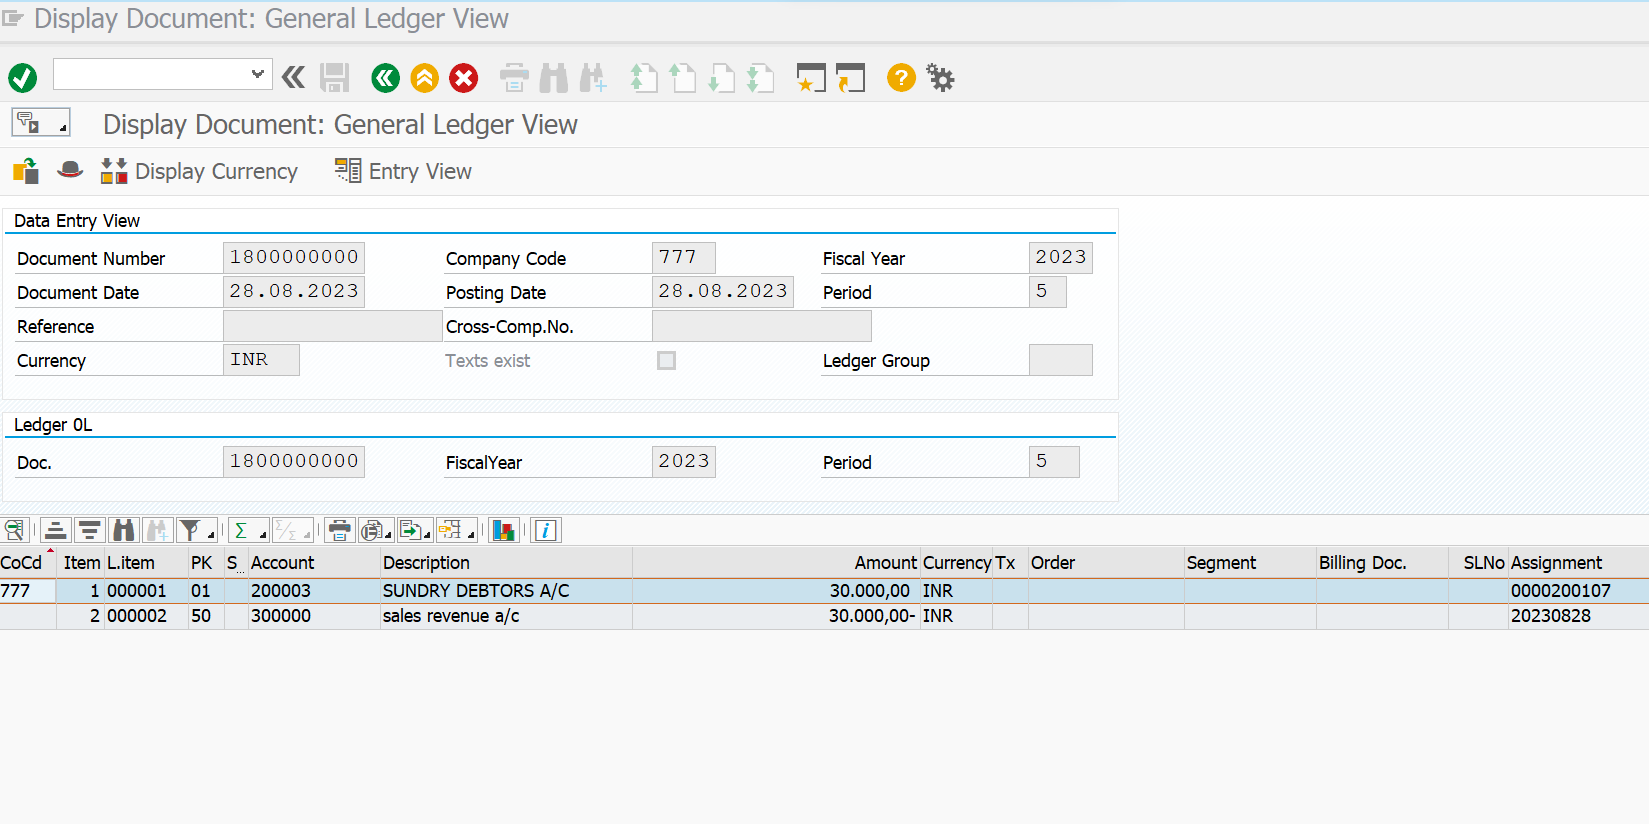 Display Document: General Ledger View
Display Document: General Ledger View
Display Currency Entry View
Data Entry View
Document Number 1800000000 Company Code 777 Fiscal Year 2023
Document Date 28.08.2023 Posting Date 28.08.2023 Period 5
Reference Cross-Comp.No.
Currency INR Texts exist Ledger Group
Ledger 0L
Doc. 1800000000 FiscalYear 2023 Period 5
CoCd Item L.item PK S... Account Description Amount Currency Tx Order Segment Billing Doc. SLNo Assignment
777 1 000001 01 200003 SUNDRY DEBTORS A/C 30.000,00 INR 0000200107
2 000002 50 300000 sales revenue a/c 30.000,00- INR 20230828